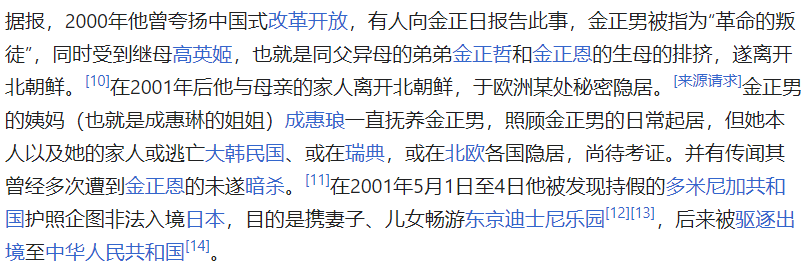 据报，2000年他曾夸扬中国式改革开放，有人向金正日报告此事，金正男被指为“革命的叛
徒”，同时受到继母高英姬，也就是同父异母的弟弟金正哲和金正恩的生母的排挤，遂离开
北朝鲜。[10]在2001年后他与母亲的家人离开北朝鲜，于欧洲某处秘密隐居。[来源请求]金正男
的姨妈（也就是成惠琳的姐姐）成惠琅一直抚养金正男，照顾金正男的日常起居，但她本
人以及她的家人或逃亡大韩民国、或在瑞典，或在北欧各国隐居，尚待考证。并有传闻其
曾经多次遭到金正恩的未遂暗杀。[11]在2001年5月1日至4日他被发现持假的多米尼加共和
国护照企图非法入境日本，目的是携妻子、儿女畅游东京迪士尼乐园[12][13]，后来被驱逐出
境至中华人民共和国[14]。